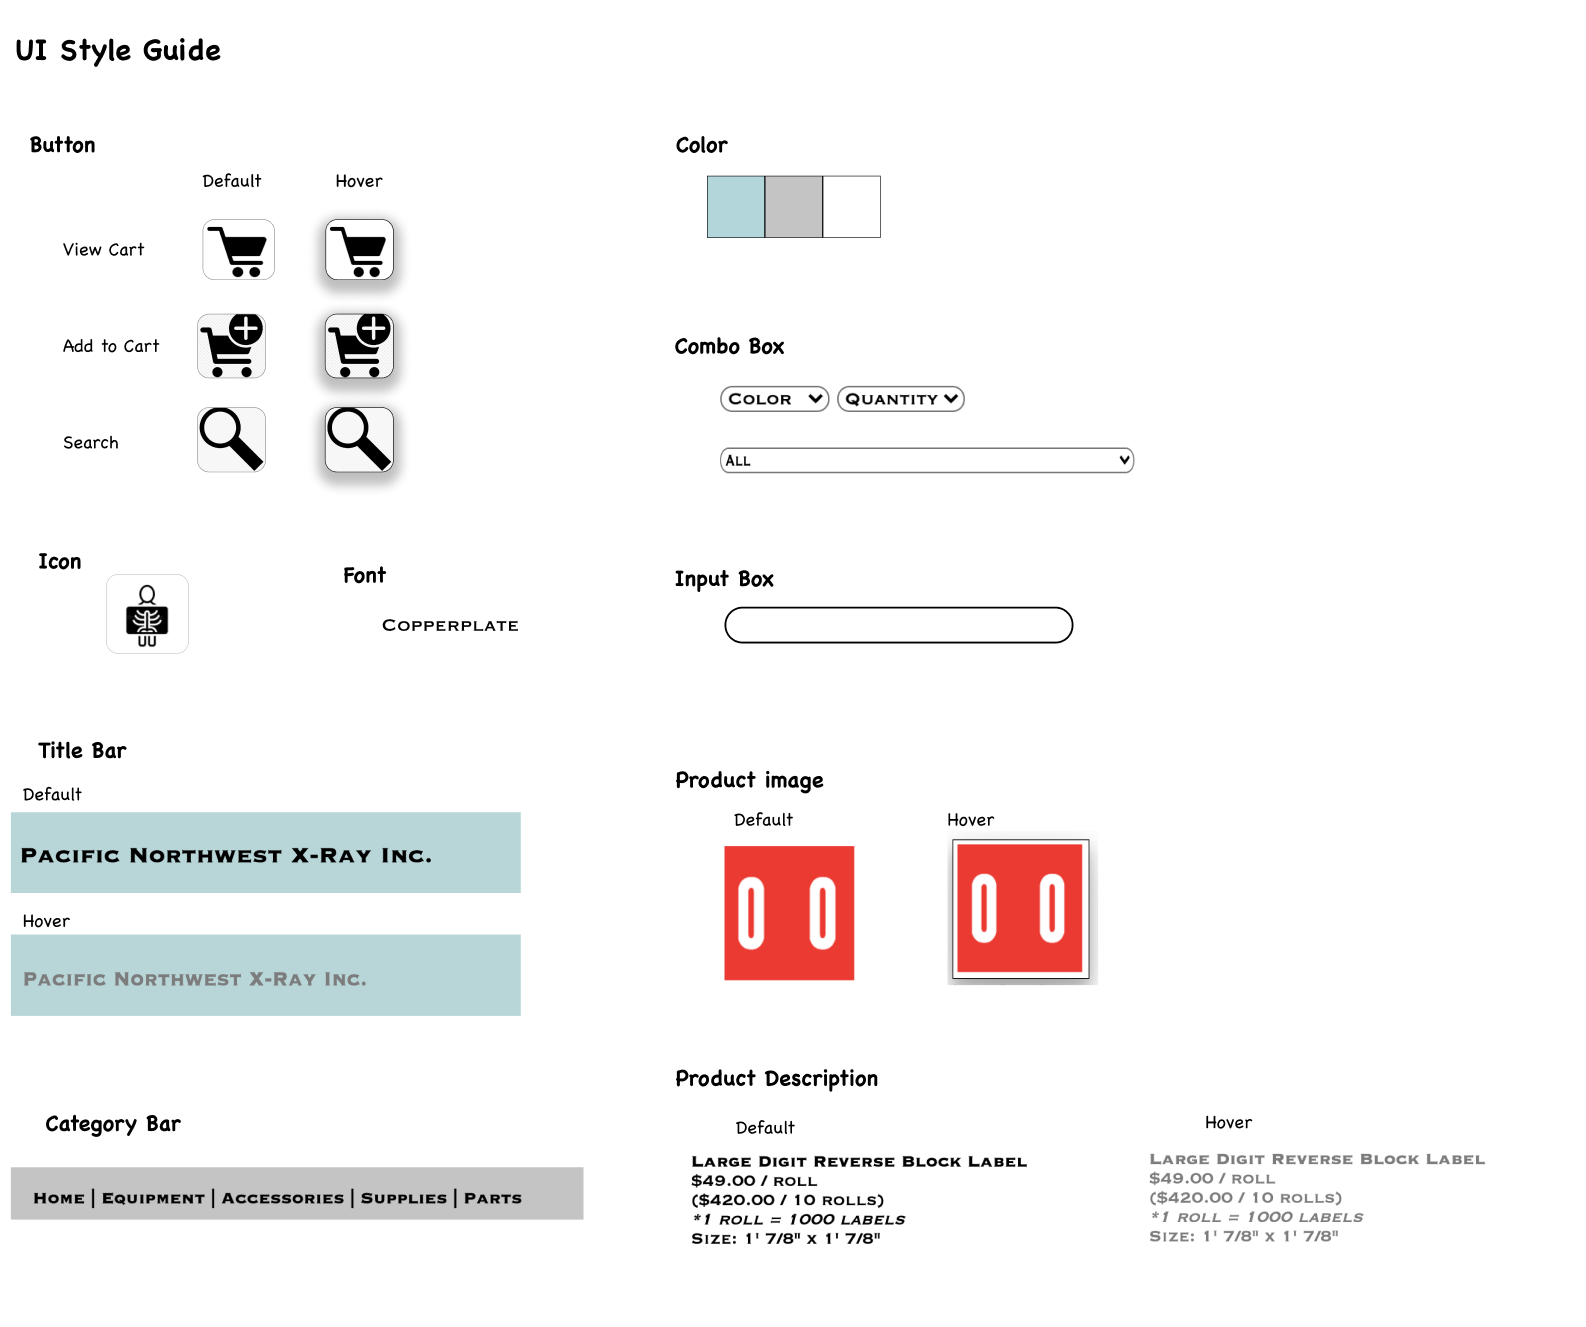 UI Style Guide
Button
Default Hover
View Cart
Add to Cart
Search
Icon
Font
Copperplate
Title Bar
Default
Pacific Northwest X-Ray Inc.
Hover
Pacific Northwest X-Ray Inc.
Category Bar
Home | Equipment | Accessories | Supplies | Parts
Color
Combo Box
Color Quantity
All
Input Box
Product image
Default Hover
0 0 0 0
Product Description
Default
Large Digit Reverse Block Label
$49.00 / roll
($420.00 / 10 rolls)
*1 roll = 1000 labels
Size: 1' 7/8" x 1' 7/8"
Hover
Large Digit Reverse Block Label
$49.00 / roll
($420.00 / 10 rolls)
*1 roll = 1000 labels
Size: 1' 7/8" x 1' 7/8"